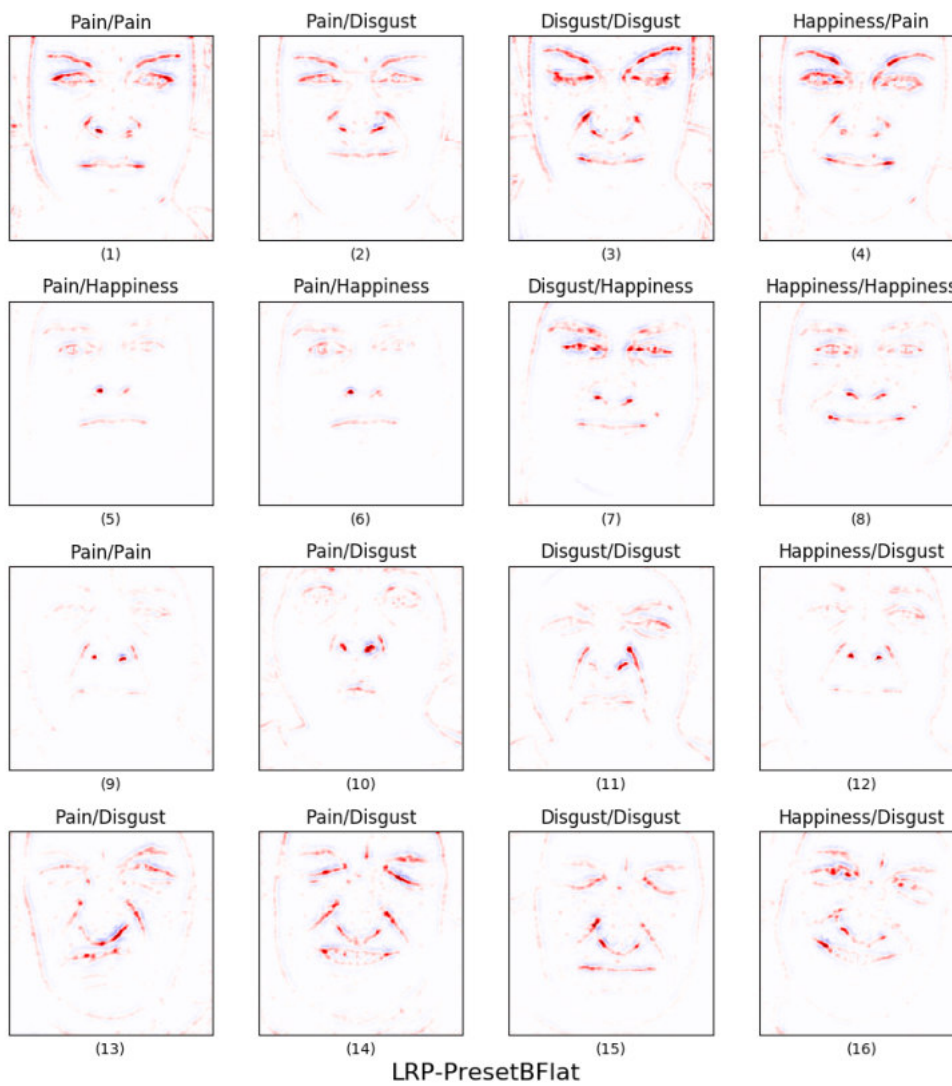 Pain/Pain Pain/Disgust Disgust/Disgust Happiness/Pain
(1) (2) (3) (4)
Pain/Happiness Pain/Happiness Disgust/Happiness Happiness/Happiness
(5) (6) (7) (8)
Pain/Pain Pain/Disgust Disgust/Disgust Happiness/Disgust
(9) (10) (11) (12)
Pain/Disgust Pain/Disgust Disgust/Disgust Happiness/Disgust
(13) (14) (15) (16)
LRP-PresetBFlat